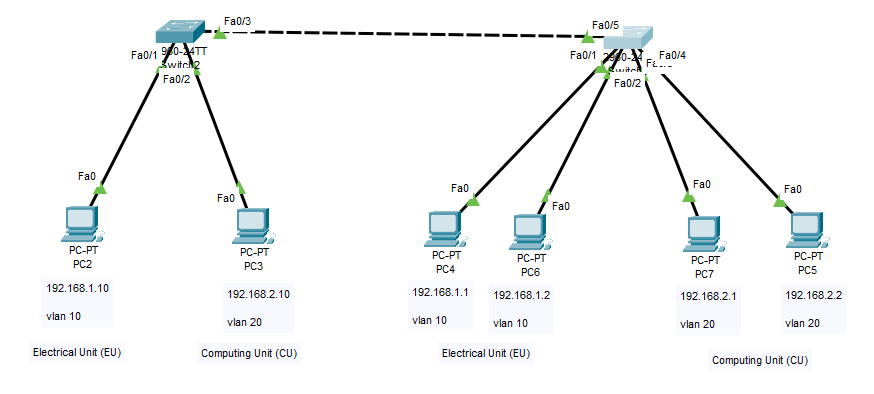 Fa0/3
Fa0/5
Fa0/1
Fa0/2
Fa0/1
Fa0/4
Fa0/2
Fa0
Fa0
Fa0
Fa0
Fa0
Fa0
PC-PT
PC2
PC-PT
PC3
PC-PT
PC4
PC-PT
PC6
PC-PT
PC7
PC-PT
PC5
192.168.1.10
vlan 10
192.168.2.10
vlan 20
192.168.1.1
vlan 10
192.168.1.2
vlan 10
192.168.2.1
vlan 20
192.168.2.2
vlan 20
Electrical Unit (EU)
Computing Unit (CU)
Electrical Unit (EU)
Computing Unit (CU)